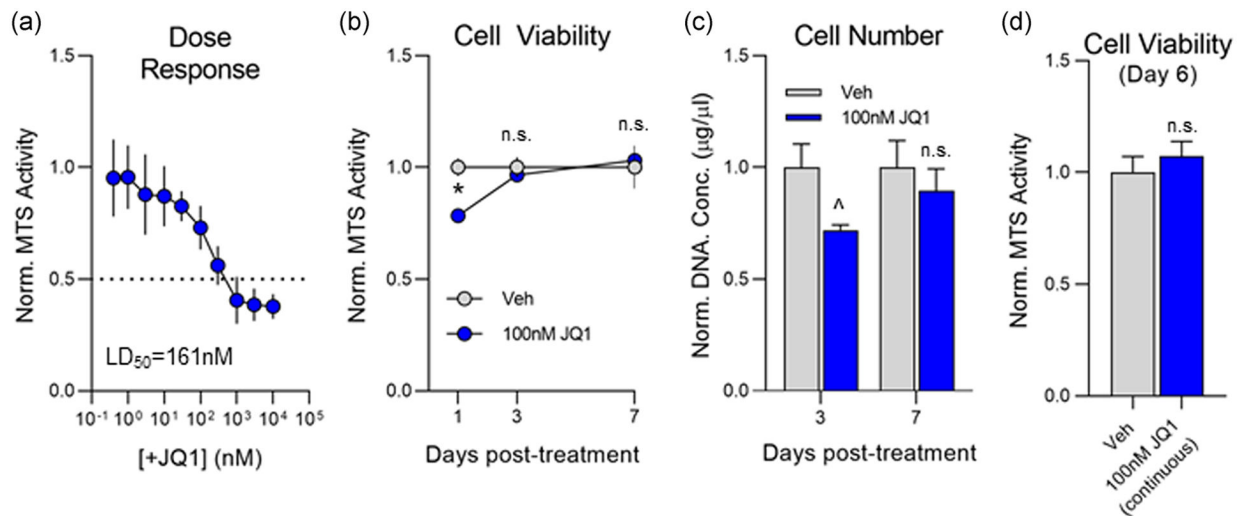 (a)
Dose
Response
Norm. MTS Activity
1.5
1.0
0.5
0.0
LD₅₀=161nM
10⁻¹ 10⁰ 10¹ 10² 10³ 10⁴ 10⁵
[+JQ1] (nM)
(b)
Cell Viability
Norm. MTS Activity
1.5
1.0
0.5
0.0
n.s.
n.s.
*
Veh
100nM JQ1
1 3 7
Days post-treatment
(c)
Cell Number
Norm. DNA. Conc. (µg/µl)
1.5
1.0
0.5
0.0
Veh
100nM JQ1
n.s.
^
3 7
Days post-treatment
(d)
Cell Viability
(Day 6)
Norm. MTS Activity
1.5
1.0
0.5
0.0
n.s.
Veh
100nM JQ1
(continuous)